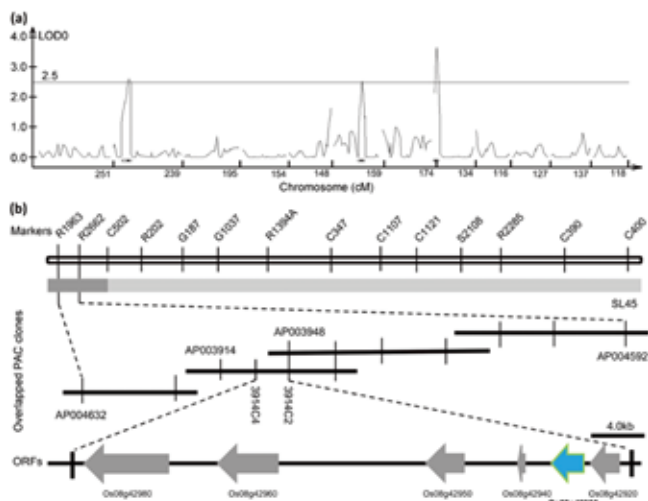 (a)
LOD0
4.0
3.0
2.5
2.0
1.0
0.0
251 239 195 154 148 159 174 134 116 127 137 118
Chromosome (cM)
(b)
Markers R1963 R2662 C502 R202 G187 G1037 R1394A C347 C1107 C1121 S2108 R2285 C390 C400
SL45
Overlapped PAC clones
AP003948
AP003914
AP004592
AP004632
3914C4
3914C2
4.0kb
ORFs
Os08g42980 Os08g42960 Os08g42950 Os08g42940 Os08g42920